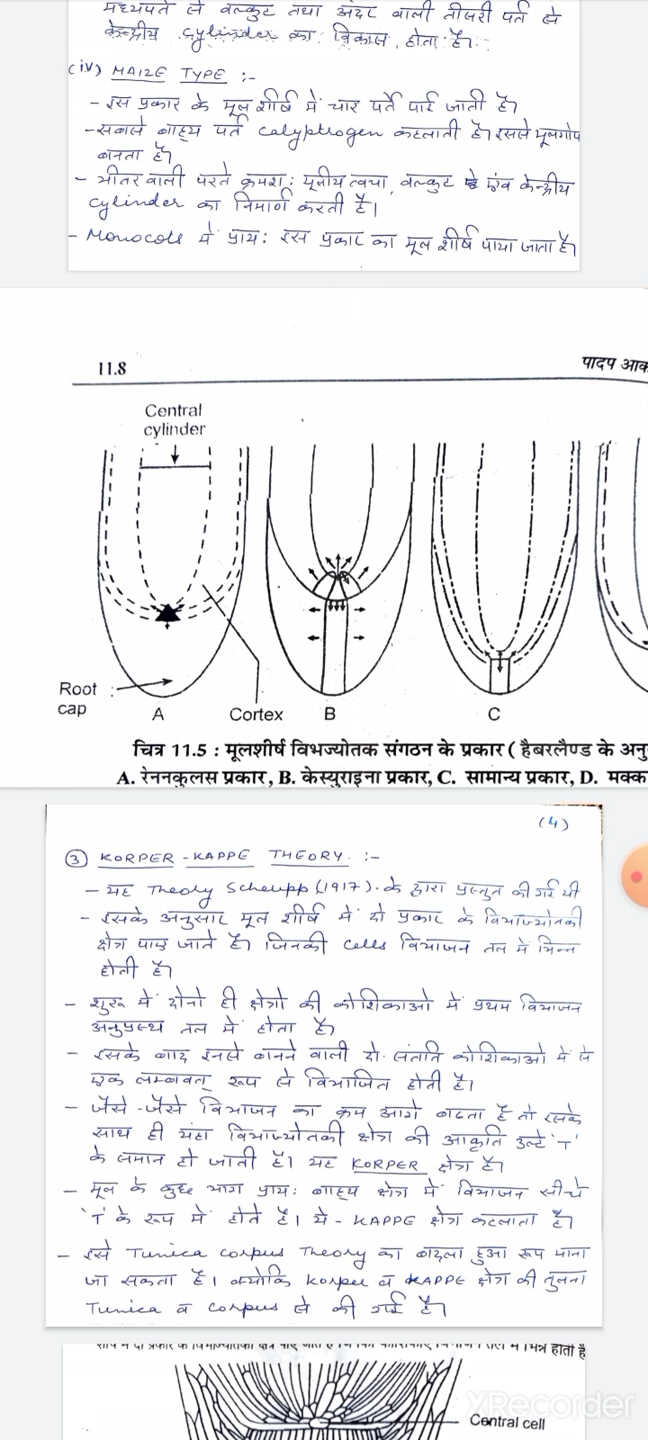 मध्यपर्त से वल्कुट तथा अंदर वाली तीसरी पर्त से
केन्द्रीय cylinder का विकास होता है।
(iv) MAIZE TYPE :-
- इस प्रकार के मूल शीर्ष में चार पर्ते पाई जाती है।
- सबसे बाह्य पर्त calyptrogen कहलाती है। इससे मूलगोप
बनता है।
- भीतर वाली परते क्रमश: मूलीय त्वचा, वल्कुट एंव केन्द्रीय
cylinder का निर्माण करती है।
- Monocots में प्राय: इस प्रकार का मूल शीर्ष पाया जाता है।
11.8
पादप आक
Central
cylinder
Root
cap
A
Cortex
B
C
चित्र 11.5 : मूलशीर्ष विभज्योतक संगठन के प्रकार ( हैबरलैण्ड के अनु
A. रेननकुलस प्रकार, B. केस्युराइना प्रकार, C. सामान्य प्रकार, D. मक्क
(4)
③ KORPER-KAPPE THEORY :-
- यह Theory Scheupp (1917) के द्वारा प्रस्तुत की गई थी
- इसके अनुसार मूल शीर्ष में दो प्रकार के विभाज्योतकी
क्षेत्र पाए जाते है। जिनकी cells विभाजन तल में भिन्न
होती है।
- शुरू में दोनो ही क्षेत्रो की कोशिकाओ में प्रथम विभाजन
अनुप्रस्थ तल में होता है।
- इसके बाद इनसे बनने वाली दो संतति कोशिकाओ में से
एक लम्बवत् रूप से विभाजित होती है।
- जैसे-जैसे विभाजन का क्रम आगे बढता है तो इसके
साथ ही यंहा विभाज्योतकी क्षेत्र की आकृति उल्टे 'T'
के समान हो जाती है। यह KORPER क्षेत्र है।
- मूल के कुछ भाग प्राय: बाह्य क्षेत्र में विभाजन सीधे
'T' के रूप में होते है। ये - KAPPE क्षेत्र कहलाता है।
- इसे Tunica corpus Theory का बदला हुआ रूप माना
जा सकता है। क्योकि Korper व KAPPE क्षेत्र की तुलना
Tunica व corpus से की गई है।
Central cell
XRecorder